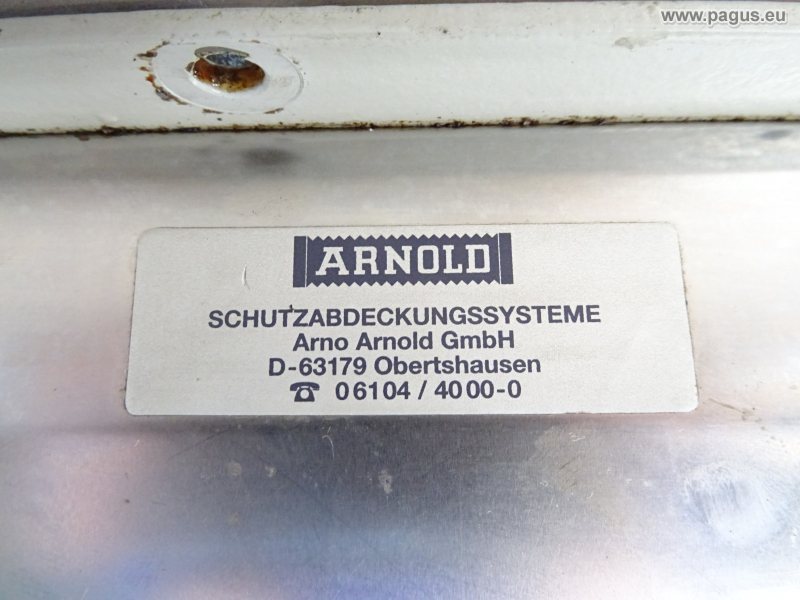 www.pagus.eu
ARNOLD
SCHUTZABDECKUNGSSYSTEME
Arno Arnold GmbH
D-63179 Obertshausen
☎ 06104 / 4000-0